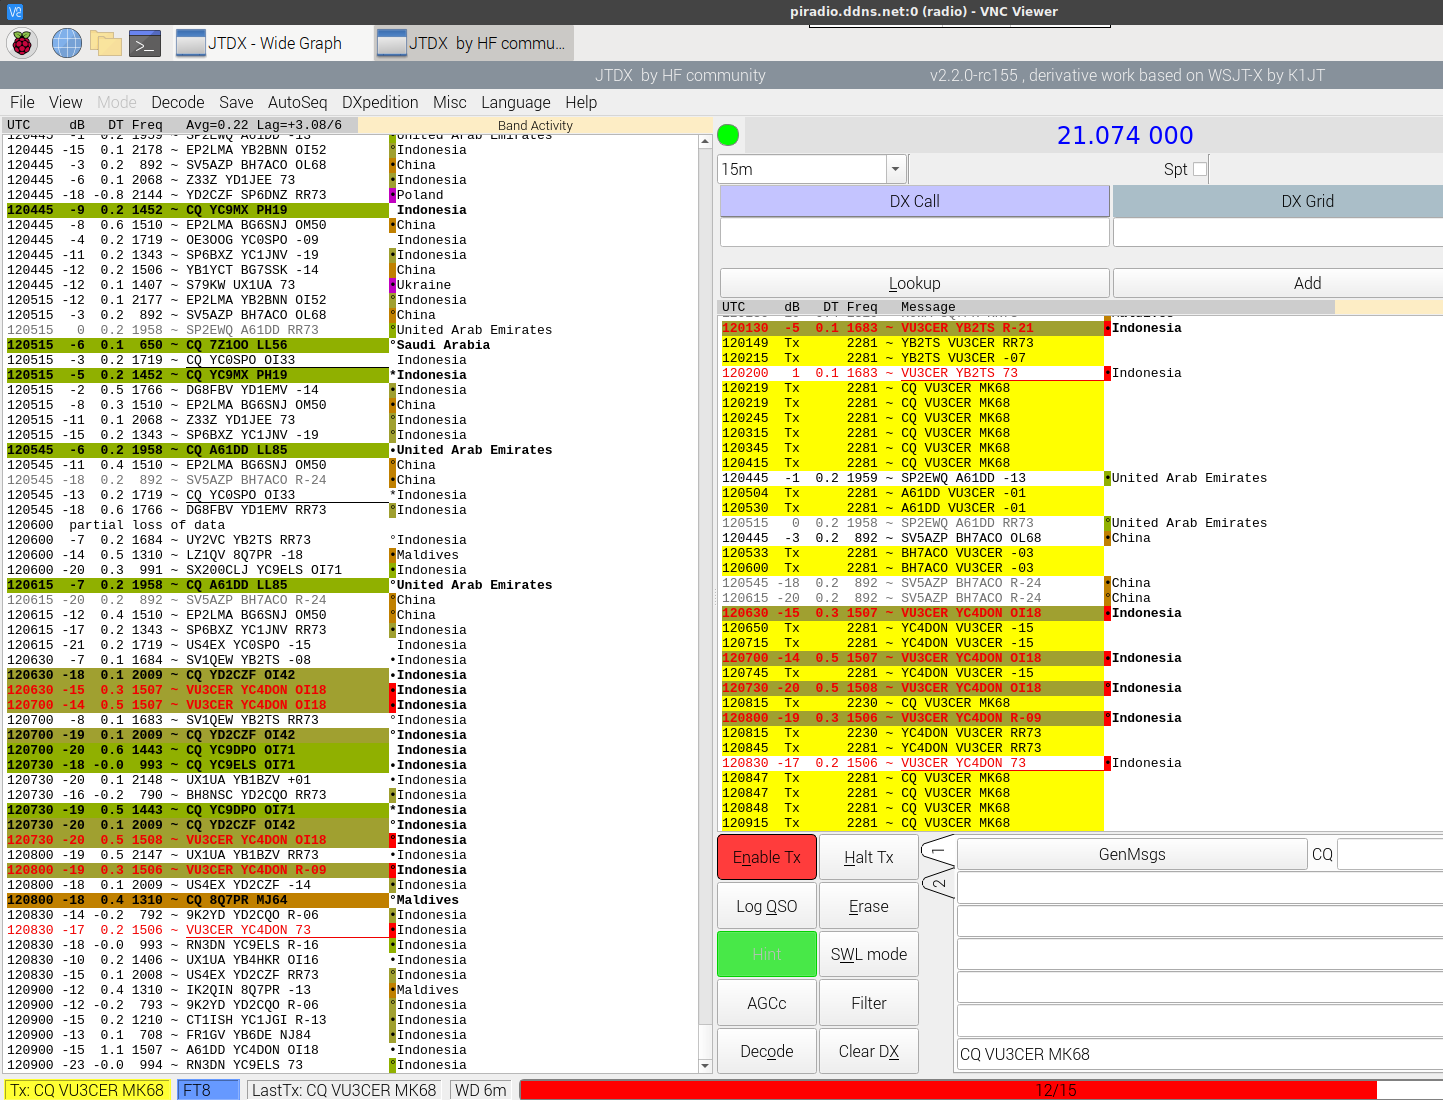 piradio.ddns.net:0 (radio) - VNC Viewer
JTDX - Wide Graph
JTDX by HF commu...
JTDX by HF community v2.2.0-rc155 , derivative work based on WSJT-X by K1JT
File View Mode Decode Save AutoSeq DXpedition Misc Language Help
UTC dB DT Freq Avg=0.22 Lag=+3.08/6 Band Activity
120445 -1 0.2 1959 ~ SP2EWQ A61DD -13 •United Arab Emirates
120445 -15 0.1 2178 ~ EP2LMA YB2BNN OI52 °Indonesia
120445 -3 0.2 892 ~ SV5AZP BH7ACO OL68 •China
120445 -6 0.1 2068 ~ Z33Z YD1JEE 73 •Indonesia
120445 -18 -0.8 2144 ~ YD2CZF SP6DNZ RR73 •Poland
120445 -9 0.2 1452 ~ CQ YC9MX PH19 Indonesia
120445 -8 0.6 1510 ~ EP2LMA BG6SNJ OM50 •China
120445 -4 0.2 1719 ~ OE3OOG YC0SPO -09 Indonesia
120445 -11 0.2 1343 ~ SP6BXZ YC1JNV -19 •Indonesia
120445 -12 0.2 1506 ~ YB1YCT BG7SSK -14 China
120445 -12 0.1 1407 ~ S79KW UX1UA 73 •Ukraine
120515 -12 0.1 2177 ~ EP2LMA YB2BNN OI52 °Indonesia
120515 -3 0.2 892 ~ SV5AZP BH7ACO OL68 °China
120515 0 0.2 1958 ~ SP2EWQ A61DD RR73 °United Arab Emirates
120515 -6 0.1 650 ~ CQ 7Z1OO LL56 °Saudi Arabia
120515 -3 0.2 1719 ~ CQ YC0SPO OI33 Indonesia
120515 -5 0.2 1452 ~ CQ YC9MX PH19 *Indonesia
120515 -2 0.5 1766 ~ DG8FBV YD1EMV -14 •Indonesia
120515 -8 0.3 1510 ~ EP2LMA BG6SNJ OM50 •China
120515 -11 0.1 2068 ~ Z33Z YD1JEE 73 °Indonesia
120515 -15 0.2 1343 ~ SP6BXZ YC1JNV -19 °Indonesia
120545 -6 0.2 1958 ~ CQ A61DD LL85 •United Arab Emirates
120545 -11 0.4 1510 ~ EP2LMA BG6SNJ OM50 °China
120545 -18 0.2 892 ~ SV5AZP BH7ACO R-24 •China
120545 -13 0.2 1719 ~ CQ YC0SPO OI33 *Indonesia
120545 -18 0.6 1766 ~ DG8FBV YD1EMV RR73 °Indonesia
120600 partial loss of data
120600 -7 0.2 1684 ~ UY2VC YB2TS RR73 °Indonesia
120600 -14 0.5 1310 ~ LZ1QV 8Q7PR -18 •Maldives
120600 -20 0.3 991 ~ SX200CLJ YC9ELS OI71 •Indonesia
120615 -7 0.2 1958 ~ CQ A61DD LL85 °United Arab Emirates
120615 -20 0.2 892 ~ SV5AZP BH7ACO R-24 °China
120615 -12 0.4 1510 ~ EP2LMA BG6SNJ OM50 °China
120615 -17 0.2 1343 ~ SP6BXZ YC1JNV RR73 •Indonesia
120615 -21 0.2 1719 ~ US4EX YC0SPO -15 Indonesia
120630 -7 0.1 1684 ~ SV1QEW YB2TS -08 •Indonesia
120630 -18 0.1 2009 ~ CQ YD2CZF OI42 •Indonesia
120630 -15 0.3 1507 ~ VU3CER YC4DON OI18 •Indonesia
120700 -14 0.5 1507 ~ VU3CER YC4DON OI18 •Indonesia
120700 -8 0.1 1683 ~ SV1QEW YB2TS RR73 °Indonesia
120700 -19 0.1 2009 ~ CQ YD2CZF OI42 °Indonesia
120700 -20 0.6 1443 ~ CQ YC9DPO OI71 Indonesia
120730 -18 -0.0 993 ~ CQ YC9ELS OI71 •Indonesia
120730 -20 0.1 2148 ~ UX1UA YB1BZV +01 •Indonesia
120730 -16 -0.2 790 ~ BH8NSC YD2CQO RR73 •Indonesia
120730 -19 0.5 1443 ~ CQ YC9DPO OI71 *Indonesia
120730 -20 0.1 2009 ~ CQ YD2CZF OI42 °Indonesia
120730 -20 0.5 1508 ~ VU3CER YC4DON OI18 °Indonesia
120800 -19 0.5 2147 ~ UX1UA YB1BZV RR73 •Indonesia
120800 -19 0.3 1506 ~ VU3CER YC4DON R-09 °Indonesia
120800 -18 0.1 2009 ~ US4EX YD2CZF -14 •Indonesia
120800 -18 0.4 1310 ~ CQ 8Q7PR MJ64 °Maldives
120830 -14 -0.2 792 ~ 9K2YD YD2CQO R-06 •Indonesia
120830 -17 0.2 1506 ~ VU3CER YC4DON 73 •Indonesia
120830 -18 -0.0 993 ~ RN3DN YC9ELS R-16 •Indonesia
120830 -10 0.2 1406 ~ UX1UA YB4HKR OI16 •Indonesia
120830 -15 0.1 2008 ~ US4EX YD2CZF RR73 °Indonesia
120900 -12 0.4 1310 ~ IK2QIN 8Q7PR -13 •Maldives
120900 -12 -0.2 793 ~ 9K2YD YD2CQO R-06 °Indonesia
120900 -15 0.2 1210 ~ CT1ISH YC1JGI R-13 •Indonesia
120900 -13 0.1 708 ~ FR1GV YB6DE NJ84 •Indonesia
120900 -15 1.1 1507 ~ A61DD YC4DON OI18 •Indonesia
120900 -23 -0.0 994 ~ RN3DN YC9ELS 73 °Indonesia
21.074 000
15m Spt
DX Call DX Grid
Lookup Add
UTC dB DT Freq Message
120130 -5 0.1 1683 ~ VU3CER YB2TS R-21 •Indonesia
120149 Tx 2281 ~ YB2TS VU3CER RR73
120215 Tx 2281 ~ YB2TS VU3CER -07
120200 1 0.1 1683 ~ VU3CER YB2TS 73 •Indonesia
120219 Tx 2281 ~ CQ VU3CER MK68
120219 Tx 2281 ~ CQ VU3CER MK68
120245 Tx 2281 ~ CQ VU3CER MK68
120315 Tx 2281 ~ CQ VU3CER MK68
120345 Tx 2281 ~ CQ VU3CER MK68
120415 Tx 2281 ~ CQ VU3CER MK68
120445 -1 0.2 1959 ~ SP2EWQ A61DD -13 •United Arab Emirates
120504 Tx 2281 ~ A61DD VU3CER -01
120530 Tx 2281 ~ A61DD VU3CER -01
120515 0 0.2 1958 ~ SP2EWQ A61DD RR73 °United Arab Emirates
120445 -3 0.2 892 ~ SV5AZP BH7ACO OL68 •China
120533 Tx 2281 ~ BH7ACO VU3CER -03
120600 Tx 2281 ~ BH7ACO VU3CER -03
120545 -18 0.2 892 ~ SV5AZP BH7ACO R-24 •China
120615 -20 0.2 892 ~ SV5AZP BH7ACO R-24 °China
120630 -15 0.3 1507 ~ VU3CER YC4DON OI18 •Indonesia
120650 Tx 2281 ~ YC4DON VU3CER -15
120715 Tx 2281 ~ YC4DON VU3CER -15
120700 -14 0.5 1507 ~ VU3CER YC4DON OI18 •Indonesia
120745 Tx 2281 ~ YC4DON VU3CER -15
120730 -20 0.5 1508 ~ VU3CER YC4DON OI18 °Indonesia
120815 Tx 2230 ~ CQ VU3CER MK68
120800 -19 0.3 1506 ~ VU3CER YC4DON R-09 °Indonesia
120815 Tx 2230 ~ YC4DON VU3CER RR73
120845 Tx 2281 ~ YC4DON VU3CER RR73
120830 -17 0.2 1506 ~ VU3CER YC4DON 73 •Indonesia
120847 Tx 2281 ~ CQ VU3CER MK68
120847 Tx 2281 ~ CQ VU3CER MK68
120848 Tx 2281 ~ CQ VU3CER MK68
120915 Tx 2281 ~ CQ VU3CER MK68
Enable Tx Halt Tx 1 GenMsgs CQ
2
Log QSO Erase
Hint SWL mode
AGCc Filter
Decode Clear DX CQ VU3CER MK68
Tx: CQ VU3CER MK68 FT8 LastTx: CQ VU3CER MK68 WD 6m 12/15